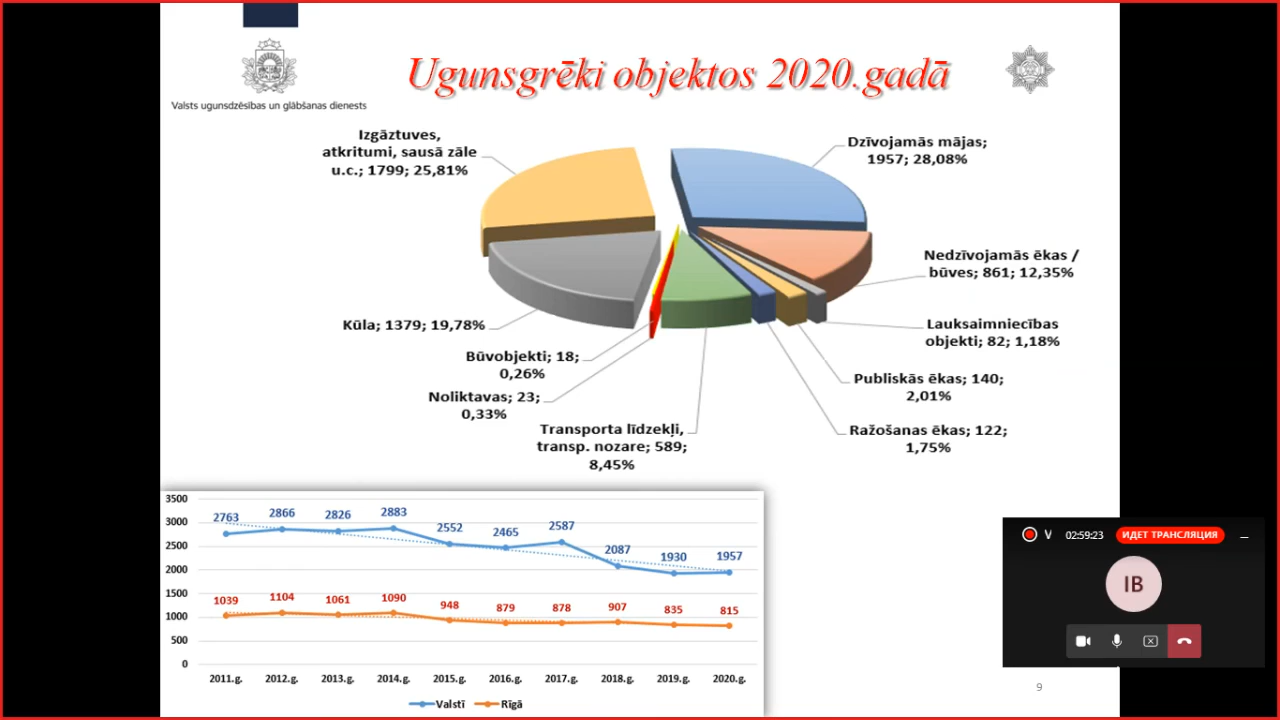 Ugunsgrēki objektos 2020.gadā
Valsts ugunsdzēsības un glābšanas dienests
Izgāztuves,
atkritumi, sausā zāle
u.c.; 1799; 25,81%
Dzīvojamās mājas;
1957; 28,08%
Nedzīvojamās ēkas /
būves; 861; 12,35%
Kūla; 1379; 19,78%
Lauksaimniecības
objekti; 82; 1,18%
Būvobjekti; 18;
0,26%
Publiskās ēkas; 140;
2,01%
Noliktavas; 23;
0,33%
Transporta līdzekļi,
transp. nozare; 589;
8,45%
Ražošanas ēkas; 122;
1,75%
3500
3000
2500
2000
1500
1000
500
0
2763 2866 2826 2883 2552 2465 2587 2087 1930 1957
1039 1104 1061 1090 948 879 878 907 835 815
2011.g. 2012.g. 2013.g. 2014.g. 2015.g. 2016.g. 2017.g. 2018.g. 2019.g. 2020.g.
Valstī Rīgā
V 02:59:23 ИДЕТ ТРАНСЛЯЦИЯ
IB
9